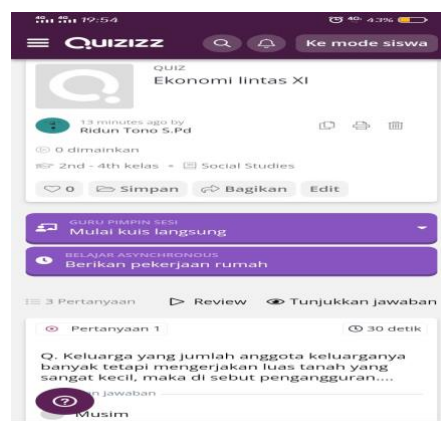 19:54
4G 43%
QUIZIZZ
Ke mode siswa
QUIZ
Ekonomi lintas XI
13 minutes ago by
Ridun Tono S.Pd
0 dimainkan
2nd - 4th kelas • Social Studies
0 Simpan Bagikan Edit
GURU PIMPIN SESI
Mulai kuis langsung
BELAJAR ASYNCHRONOUS
Berikan pekerjaan rumah
3 Pertanyaan Review Tunjukkan jawaban
Pertanyaan 1 30 detik
Q. Keluarga yang jumlah anggota keluarganya
banyak tetapi mengerjakan luas tanah yang
sangat kecil, maka di sebut pengangguran....
jawaban
Musim